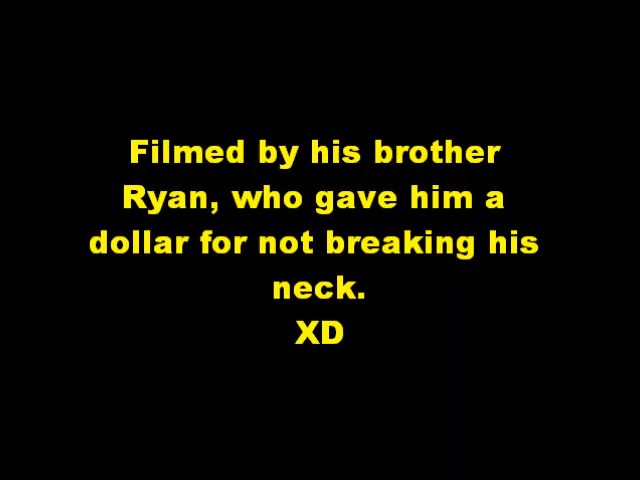 Filmed by his brother
Ryan, who gave him a
dollar for not breaking his
neck.
XD